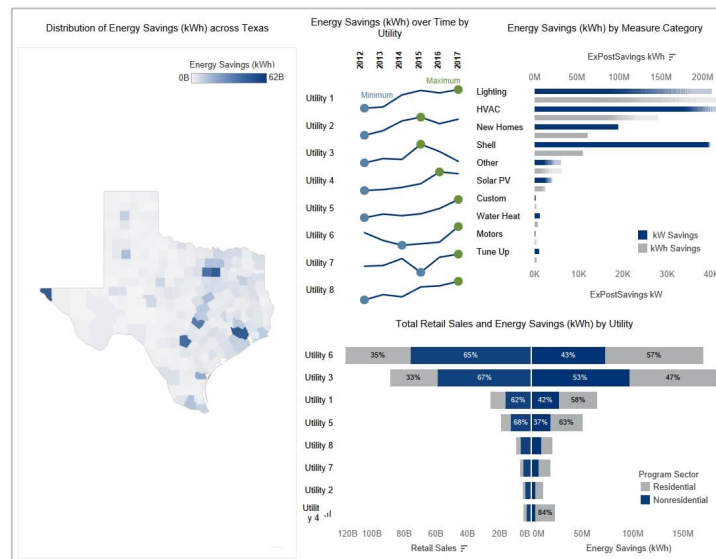 Distribution of Energy Savings (kWh) across Texas
Energy Savings (kWh)
0B 62B
Energy Savings (kWh) over Time by
Utility
2012 2013 2014 2015 2016 2017
Maximum
Minimum
Utility 1
Utility 2
Utility 3
Utility 4
Utility 5
Utility 6
Utility 7
Utility 8
Energy Savings (kWh) by Measure Category
ExPostSavings kWh
0M 50M 100M 150M 200M
Lighting
HVAC
New Homes
Shell
Other
Solar PV
Custom
Water Heat
Motors
Tune Up
kW Savings
kWh Savings
0K 10K 20K 30K 40K
ExPostSavings kW
Total Retail Sales and Energy Savings (kWh) by Utility
Utility 6 35% 65% 43% 57%
Utility 3 33% 67% 53% 47%
Utility 1 62% 42% 58%
Utility 5 68% 37% 63%
Utility 8
Utility 7
Utility 2
Utilit
y 4 84%
Program Sector
Residential
Nonresidential
120B 100B 80B 60B 40B 20B 0B 0M 100M
Retail Sales Energy Savings (kWh)